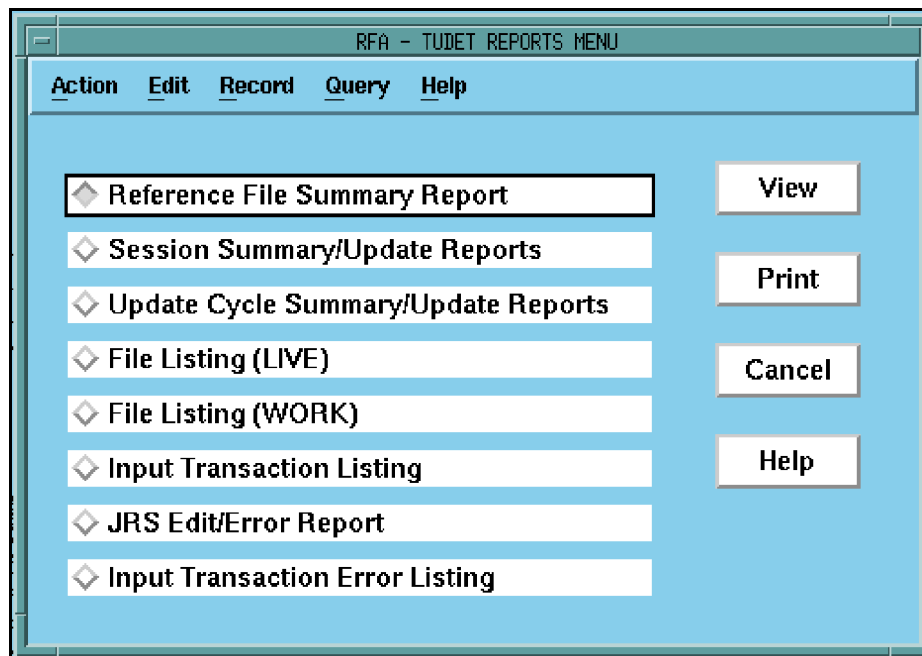 RFA - TUDET REPORTS MENU
Action Edit Record Query Help
Reference File Summary Report
Session Summary/Update Reports
Update Cycle Summary/Update Reports
File Listing (LIVE)
File Listing (WORK)
Input Transaction Listing
JRS Edit/Error Report
Input Transaction Error Listing
View
Print
Cancel
Help